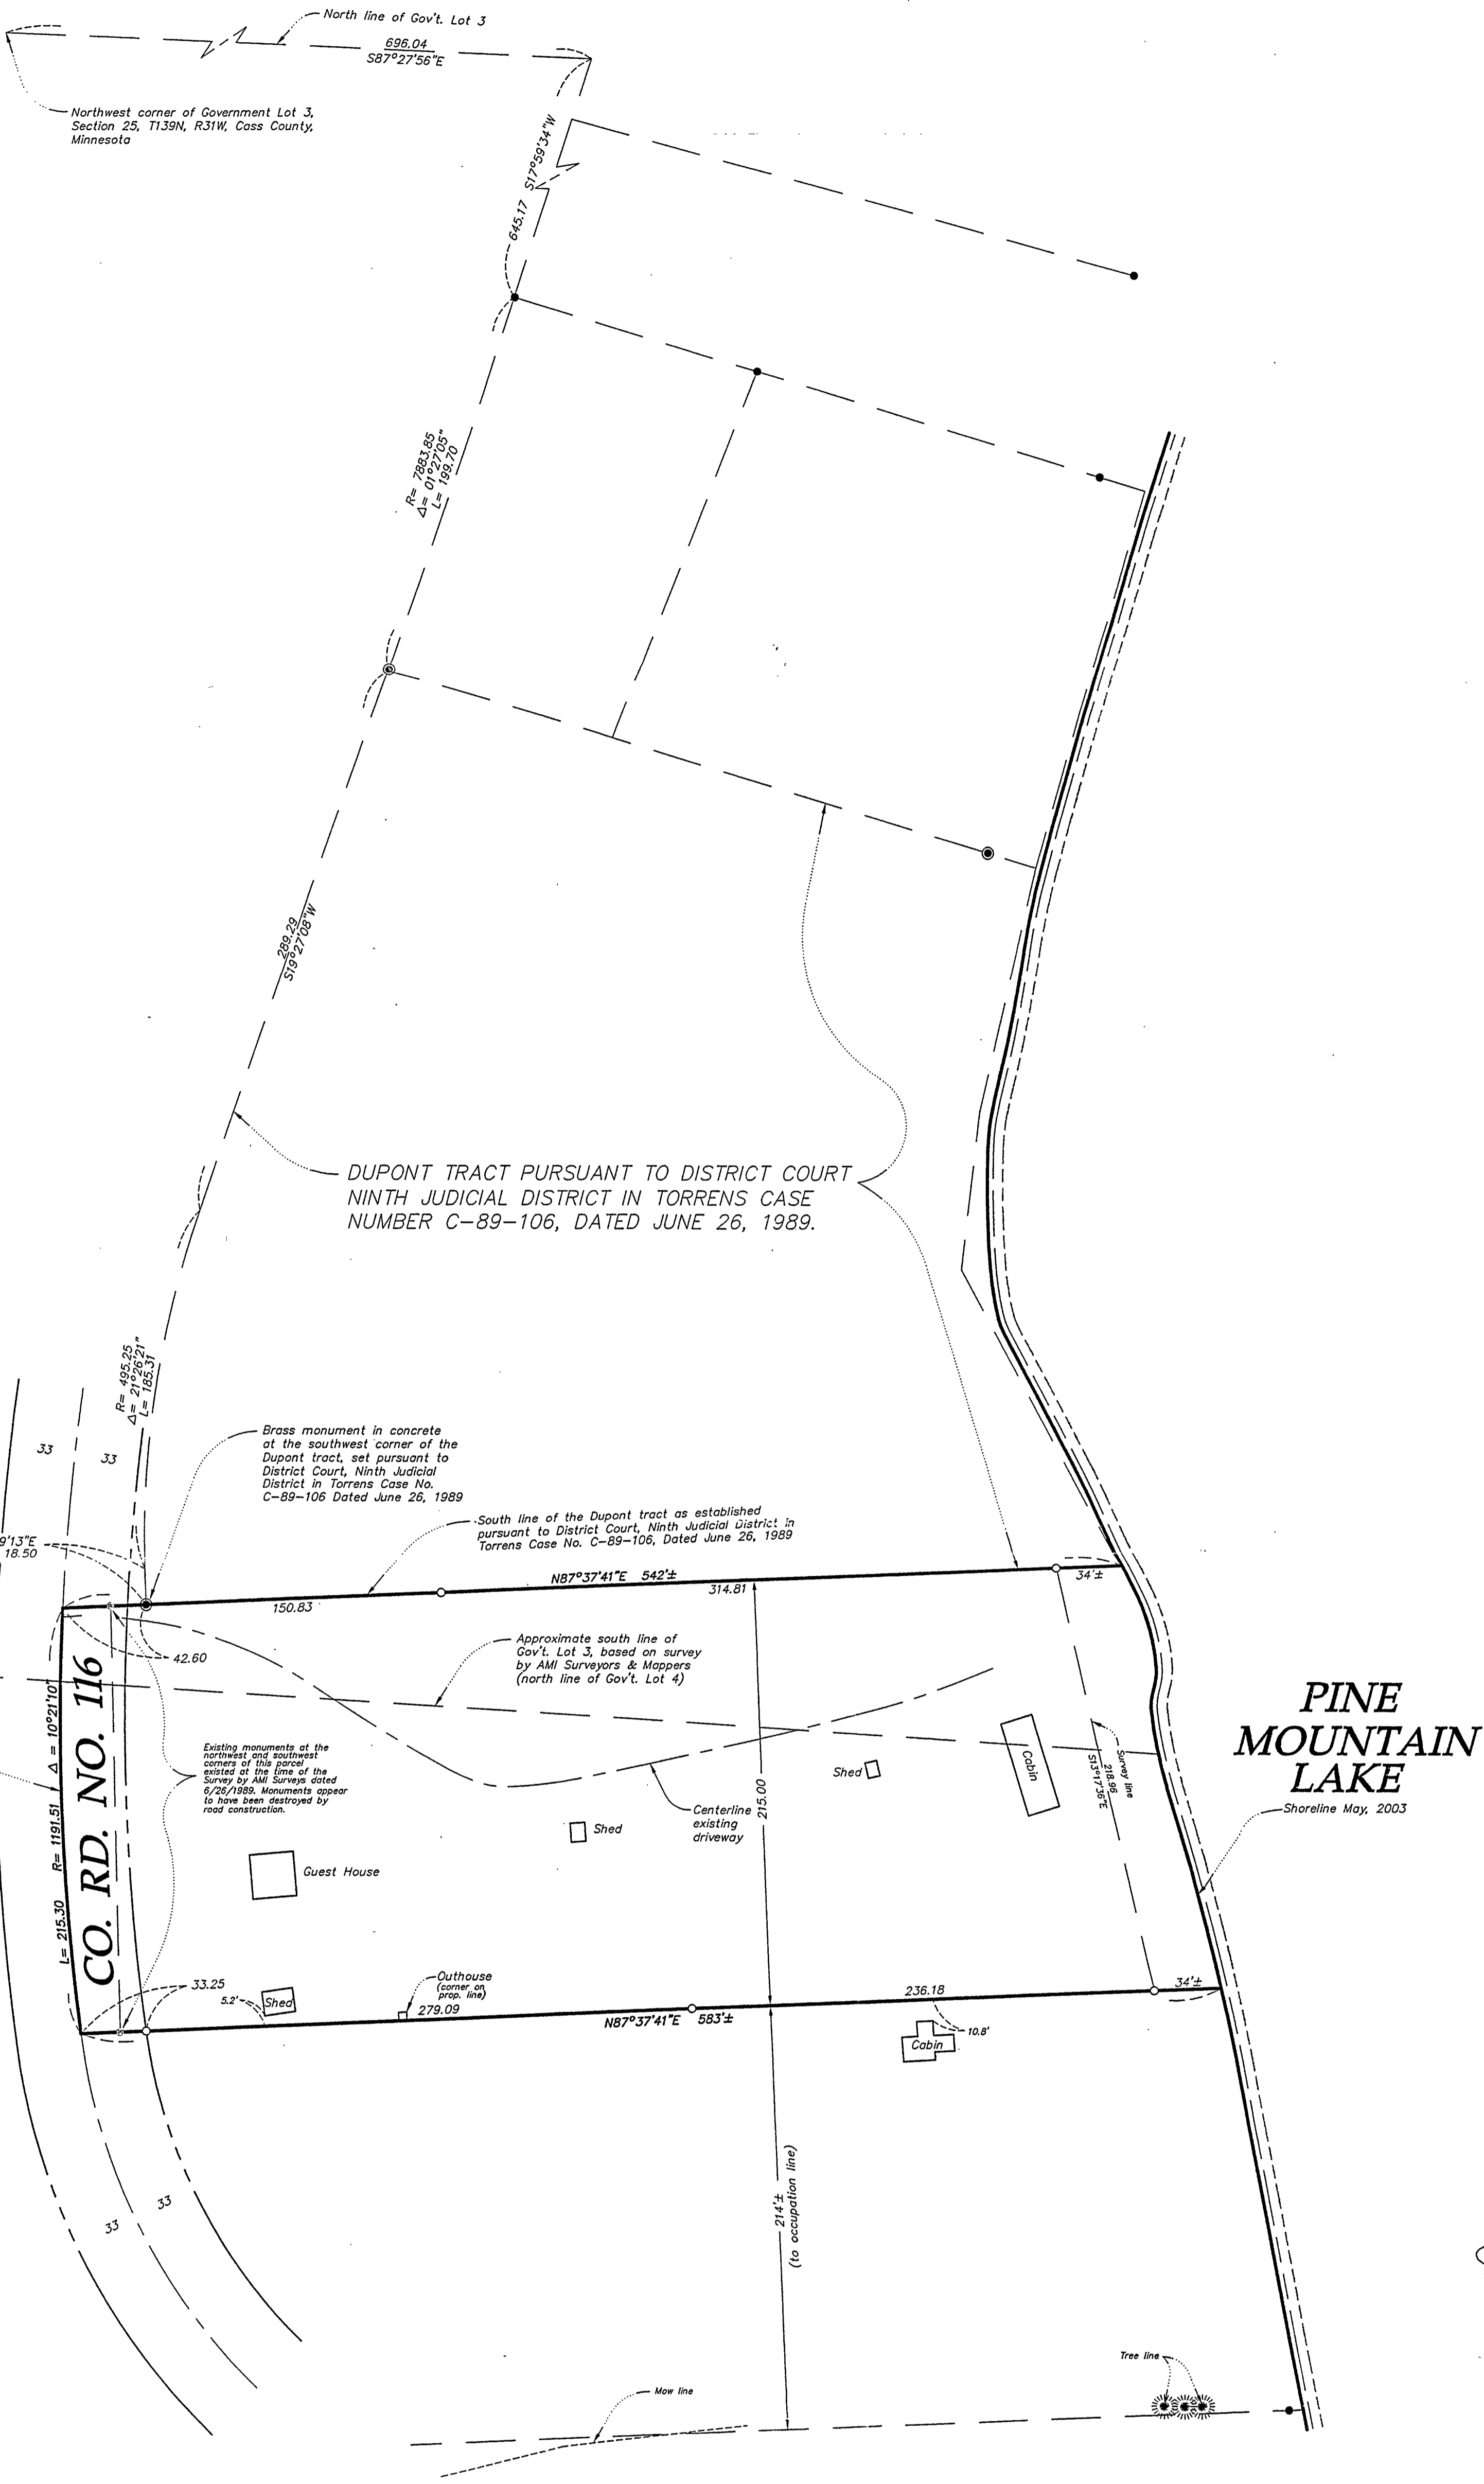 North line of Gov't. Lot 3
696.04
S87°27'56"E
Northwest corner of Government Lot 3,
Section 25, T139N, R31W, Cass County,
Minnesota
645.17 S17°59'34"W
R= 7883.85
Δ= 01°27'05"
L= 199.70
289.29
S19°27'08"W
DUPONT TRACT PURSUANT TO DISTRICT COURT
NINTH JUDICIAL DISTRICT IN TORRENS CASE
NUMBER C-89-106, DATED JUNE 26, 1989.
R= 495.25
Δ= 21°26'21"
L= 185.31
33
33
Brass monument in concrete
at the southwest corner of the
Dupont tract, set pursuant to
District Court, Ninth Judicial
District in Torrens Case No.
C-89-106 Dated June 26, 1989
South line of the Dupont tract as established
pursuant to District Court, Ninth Judicial District in
Torrens Case No. C-89-106, Dated June 26, 1989
9'13"E
18.50
N87°37'41"E 542'±
150.83
314.81
34'±
42.60
Approximate south line of
Gov't. Lot 3, based on survey
by AMI Surveyors & Mappers
(north line of Gov't. Lot 4)
L= 215.30 R= 1191.51 Δ = 10°21'10"
CO. RD. NO. 116
Existing monuments at the
northwest and southwest
corners of this parcel
existed at the time of the
Survey by AMI Surveys dated
6/26/1989. Monuments appear
to have been destroyed by
road construction.
PINE
MOUNTAIN
LAKE
Shoreline May, 2003
Shed
Cabin
Survey line
218.96
S13°17'36"E
215.00
Centerline
existing
driveway
Shed
Guest House
33.25
5.2'
Shed
Outhouse
(corner on
prop. line)
279.09
236.18
34'±
N87°37'41"E 583'±
10.8'
Cabin
214'±
(to occupation line)
33
33
Tree line
Mow line